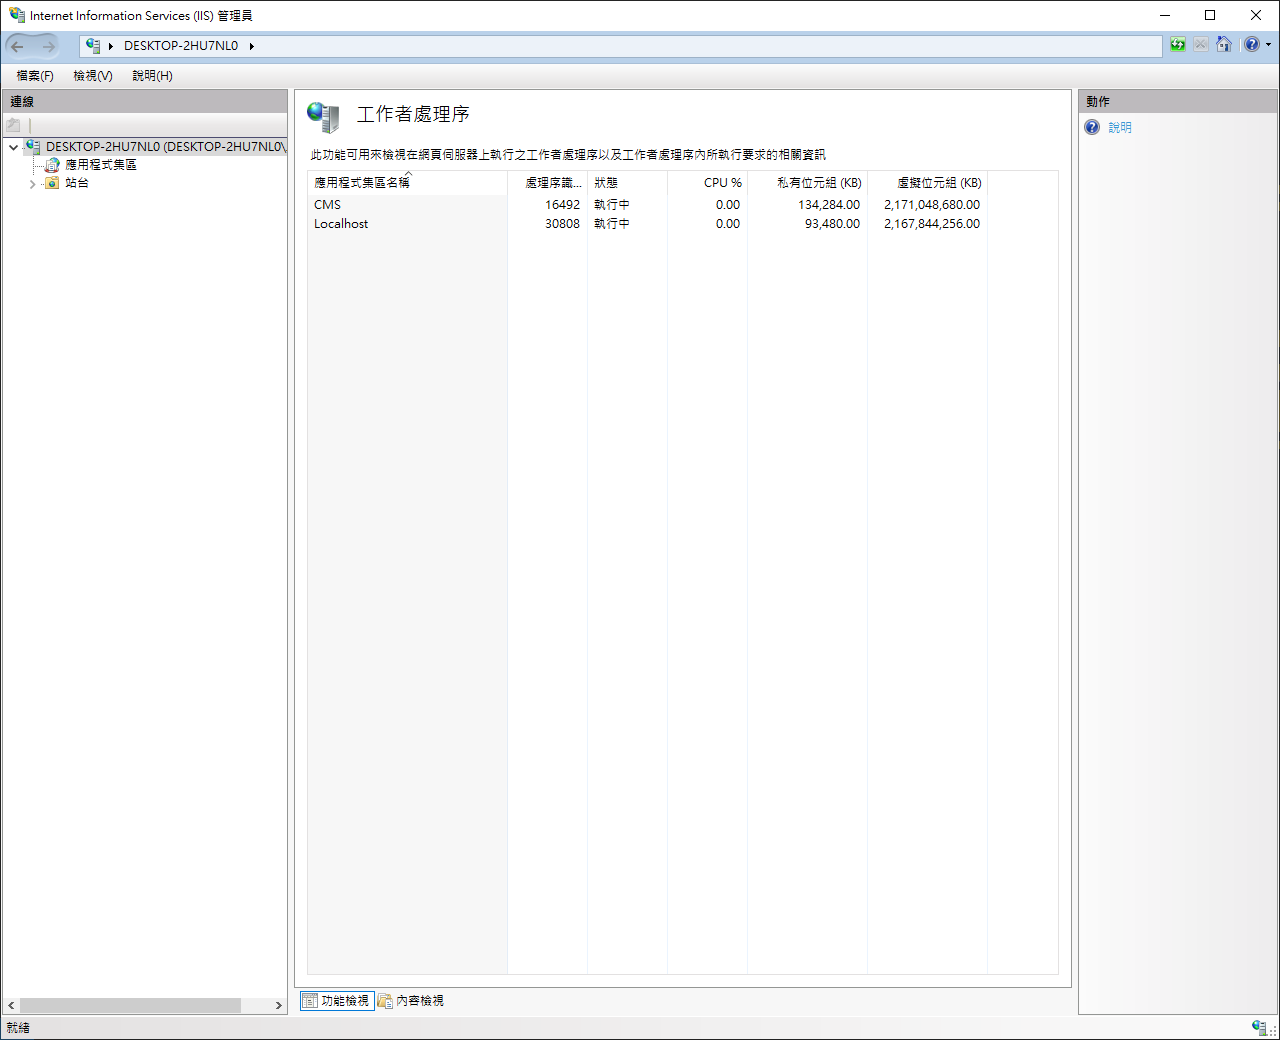 Internet Information Services (IIS) 管理員
DESKTOP-2HU7NL0
檔案(F) 檢視(V) 說明(H)
連線
DESKTOP-2HU7NL0 (DESKTOP-2HU7NL0\
應用程式集區
站台
工作者處理序
此功能可用來檢視在網頁伺服器上執行之工作者處理序以及工作者處理序內所執行要求的相關資訊
應用程式集區名稱 處理序識... 狀態 CPU % 私有位元組 (KB) 虛擬位元組 (KB)
CMS 16492 執行中 0.00 134,284.00 2,171,048,680.00
Localhost 30808 執行中 0.00 93,480.00 2,167,844,256.00
功能檢視 內容檢視
動作
說明
就緒